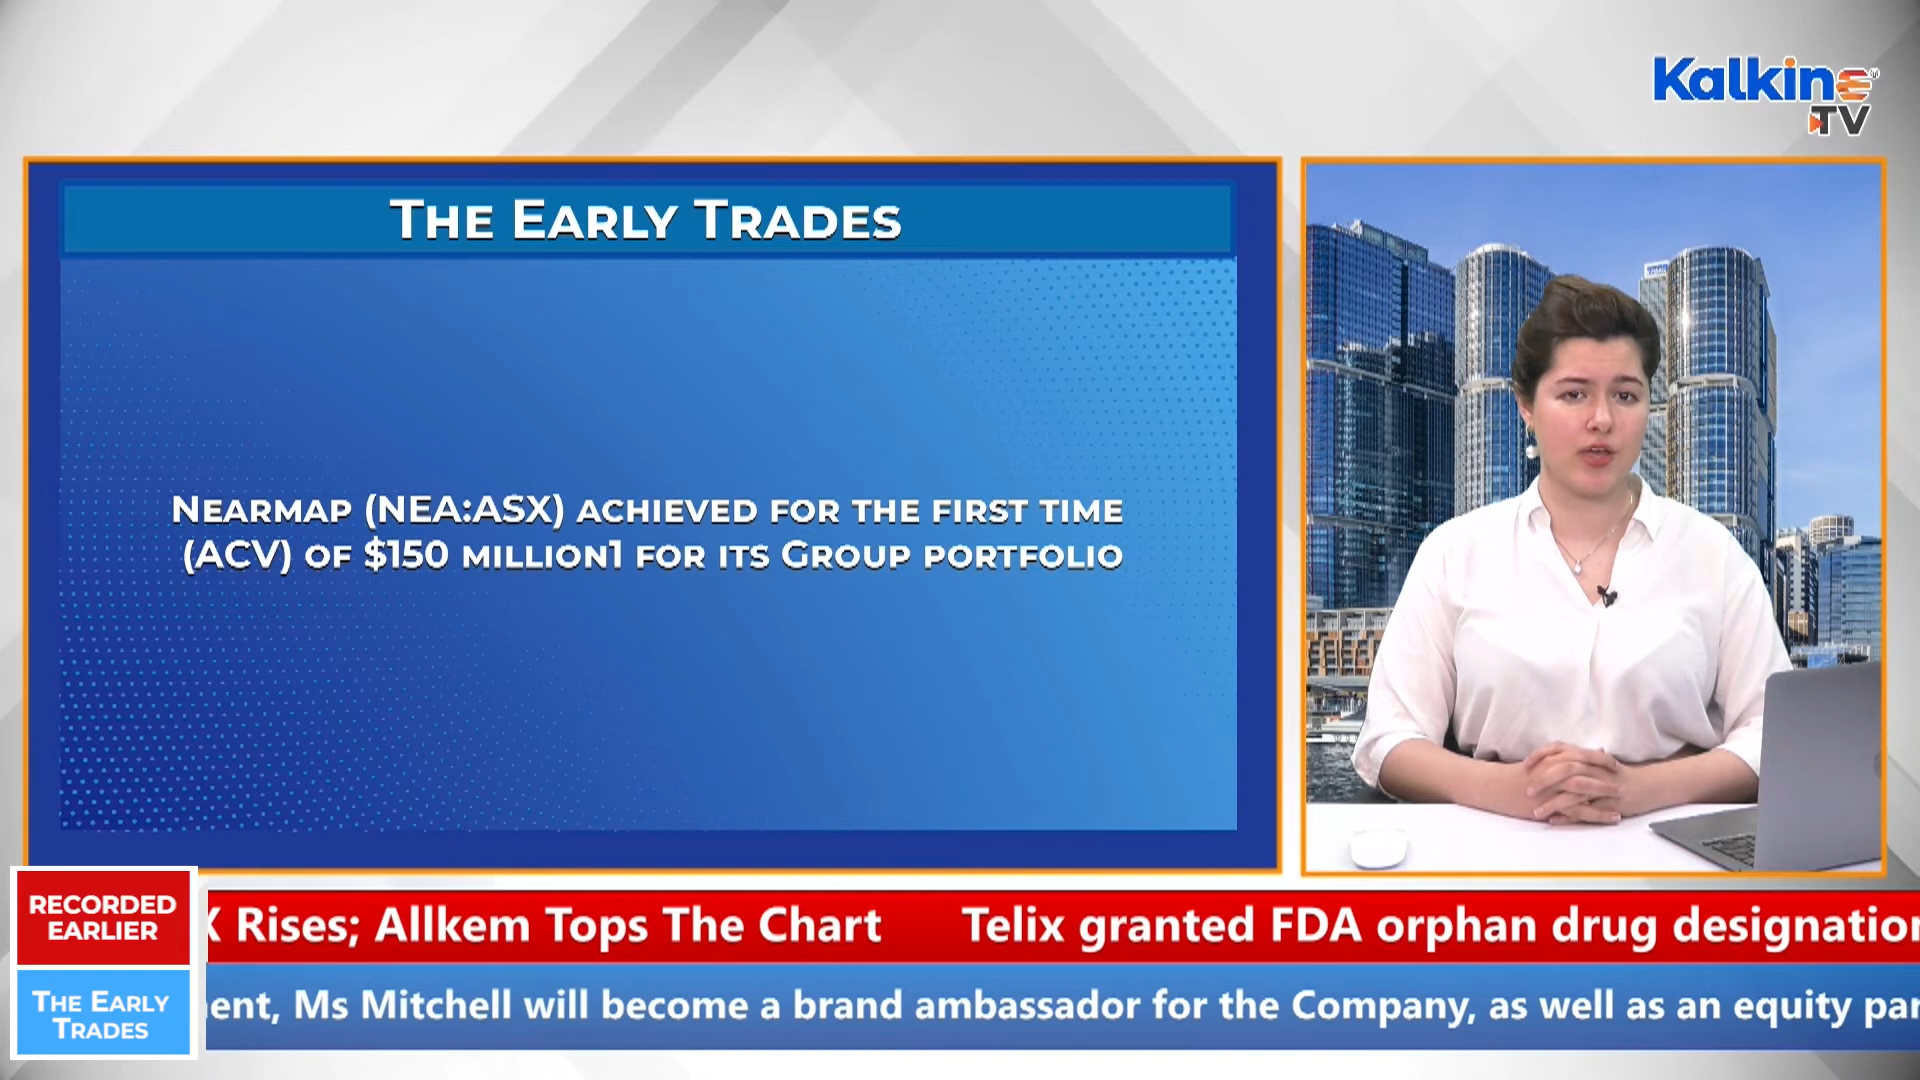 Kalkine
TV
The Early Trades
Nearmap (NEA:ASX) achieved for the first time
(ACV) of $150 million1 for its Group portfolio
RECORDED
EARLIER
X Rises; Allkem Tops The Chart Telix granted FDA orphan drug designation
The Early
Trades
ent, Ms Mitchell will become a brand ambassador for the Company, as well as an equity par